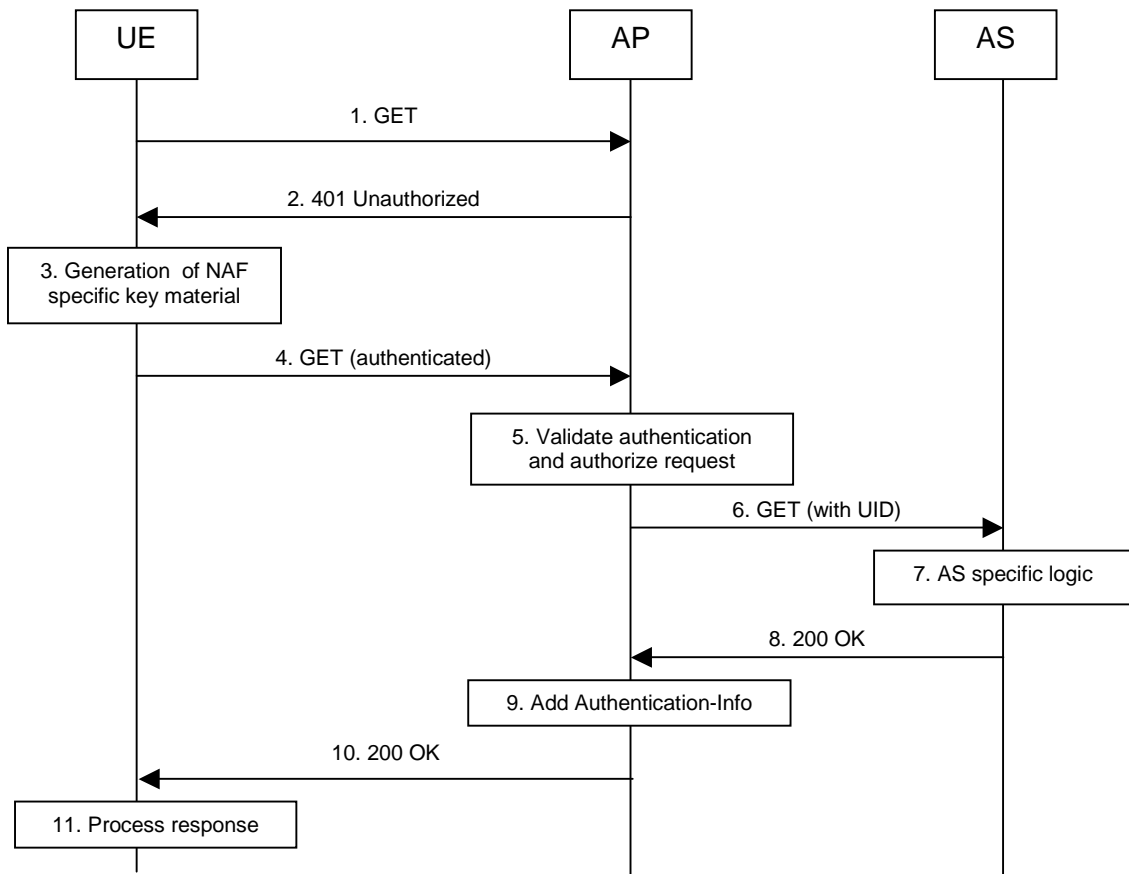 UE
AP
AS
1. GET
2. 401 Unauthorized
3. Generation of NAF
specific key material
4. GET (authenticated)
5. Validate authentication
and authorize request
6. GET (with UID)
7. AS specific logic
8. 200 OK
9. Add Authentication-Info
10. 200 OK
11. Process response